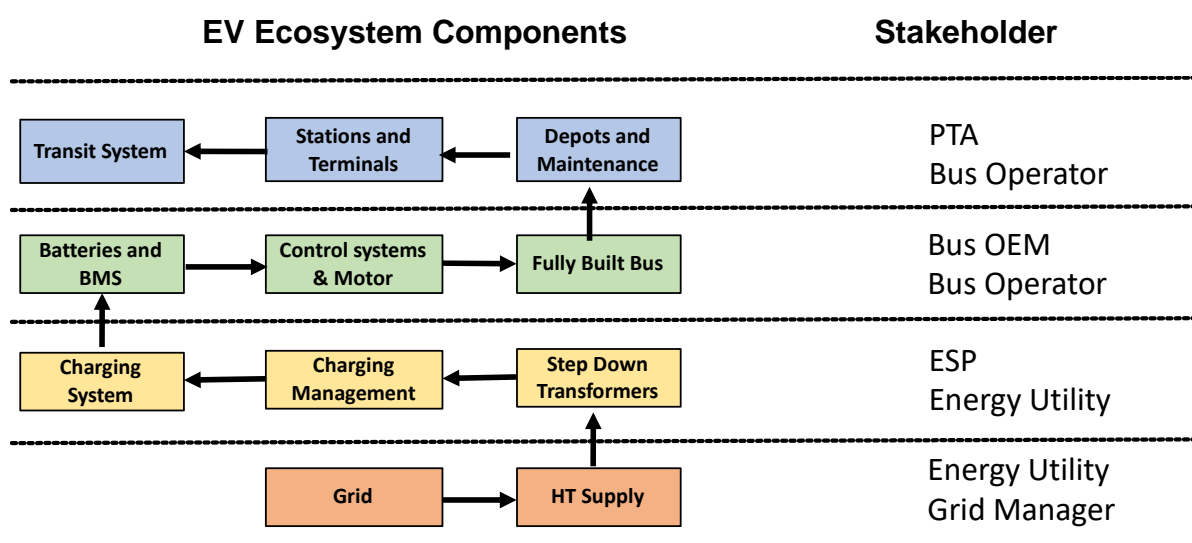 EV Ecosystem Components
Stakeholder
Transit System
Stations and
Terminals
Depots and
Maintenance
PTA
Bus Operator
Batteries and
BMS
Control systems
& Motor
Fully Built Bus
Bus OEM
Bus Operator
Charging
System
Charging
Management
Step Down
Transformers
ESP
Energy Utility
Grid
HT Supply
Energy Utility
Grid Manager